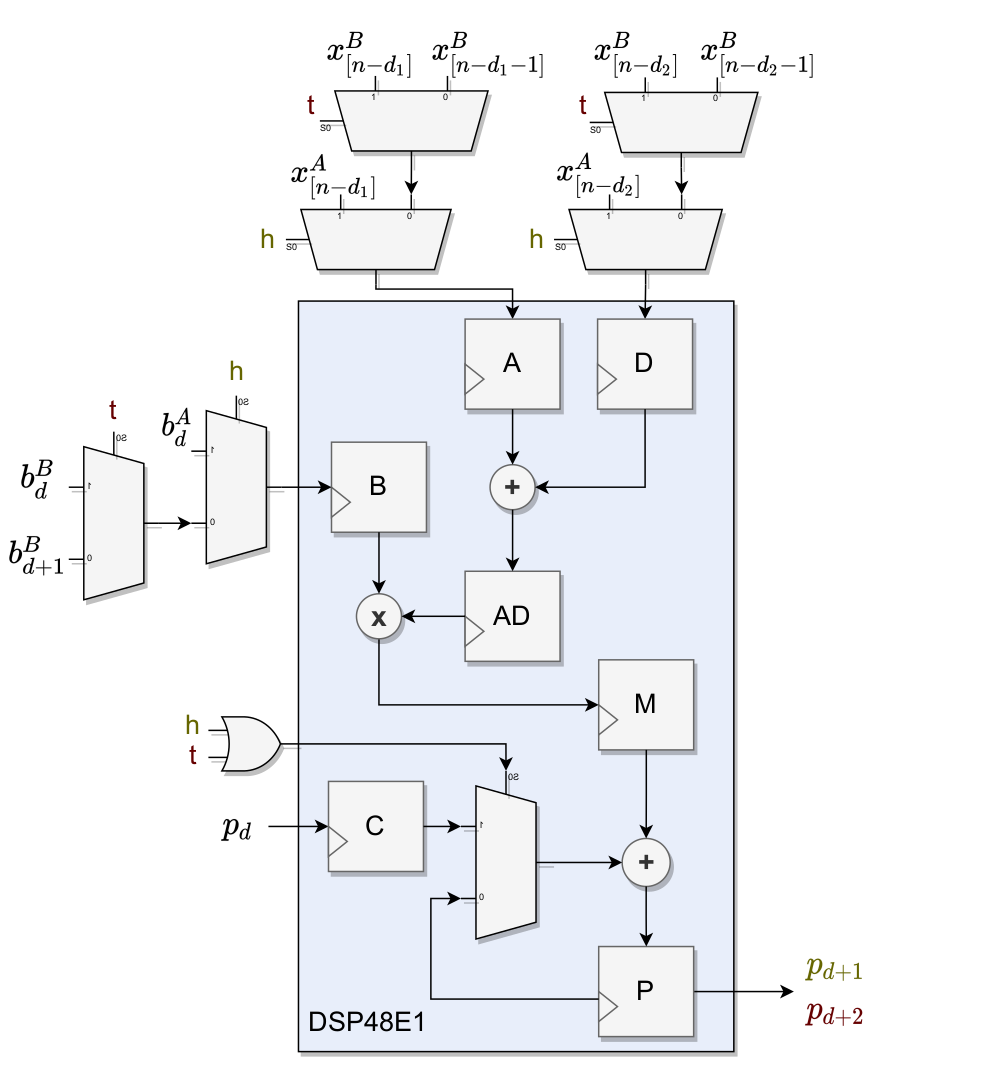 x^B_{[n-d_1]} x^B_{[n-d_1-1]} x^B_{[n-d_2]} x^B_{[n-d_2-1]}
t 1 0 t 1 0
S0 S0
x^A_{[n-d_1]} x^A_{[n-d_2]}
h 1 0 h 1 0
S0 S0
A D
h
S0
t b^A_d 1
S0
b^B_d 1 B +
0
b^B_{d+1} 0
x AD
M
h
t
S0
p_d C 1
+
0
p_{d+1}
P
p_{d+2}
DSP48E1